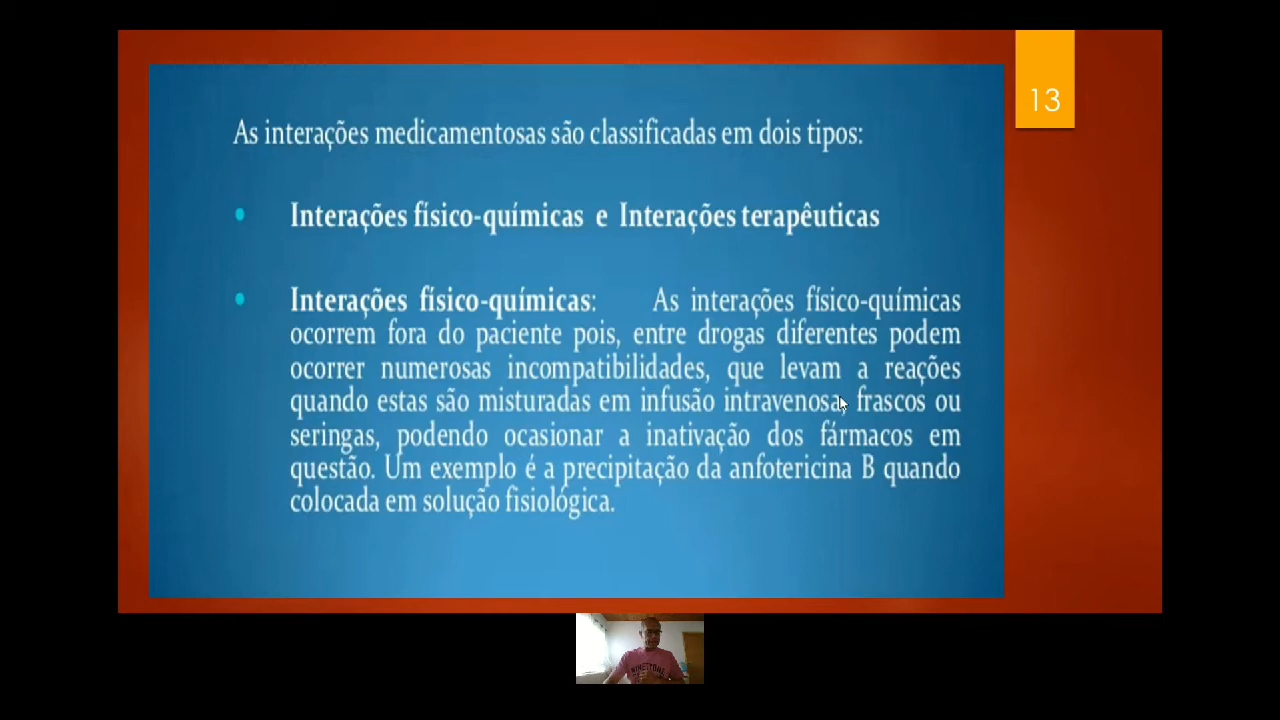 13
As interações medicamentosas são classificadas em dois tipos:
Interações físico-químicas e Interações terapêuticas
Interações físico-químicas: As interações físico-químicas
ocorrem fora do paciente pois, entre drogas diferentes podem
ocorrer numerosas incompatibilidades, que levam a reações
quando estas são misturadas em infusão intravenosa, frascos ou
seringas, podendo ocasionar a inativação dos fármacos em
questão. Um exemplo é a precipitação da anfotericina B quando
colocada em solução fisiológica.